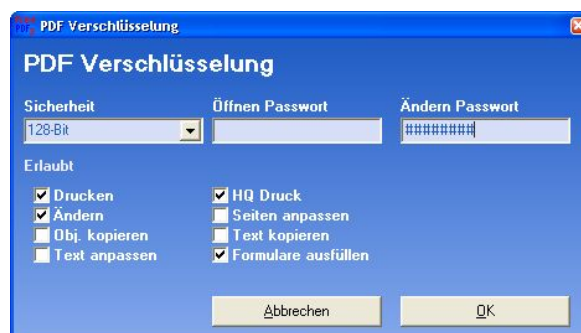 PDF Verschlüsselung
PDF Verschlüsselung
Sicherheit Öffnen Passwort Ändern Passwort
128-Bit ########
Erlaubt
Drucken HQ Druck
Ändern Seiten anpassen
Obj. kopieren Text kopieren
Text anpassen Formulare ausfüllen
Abbrechen OK